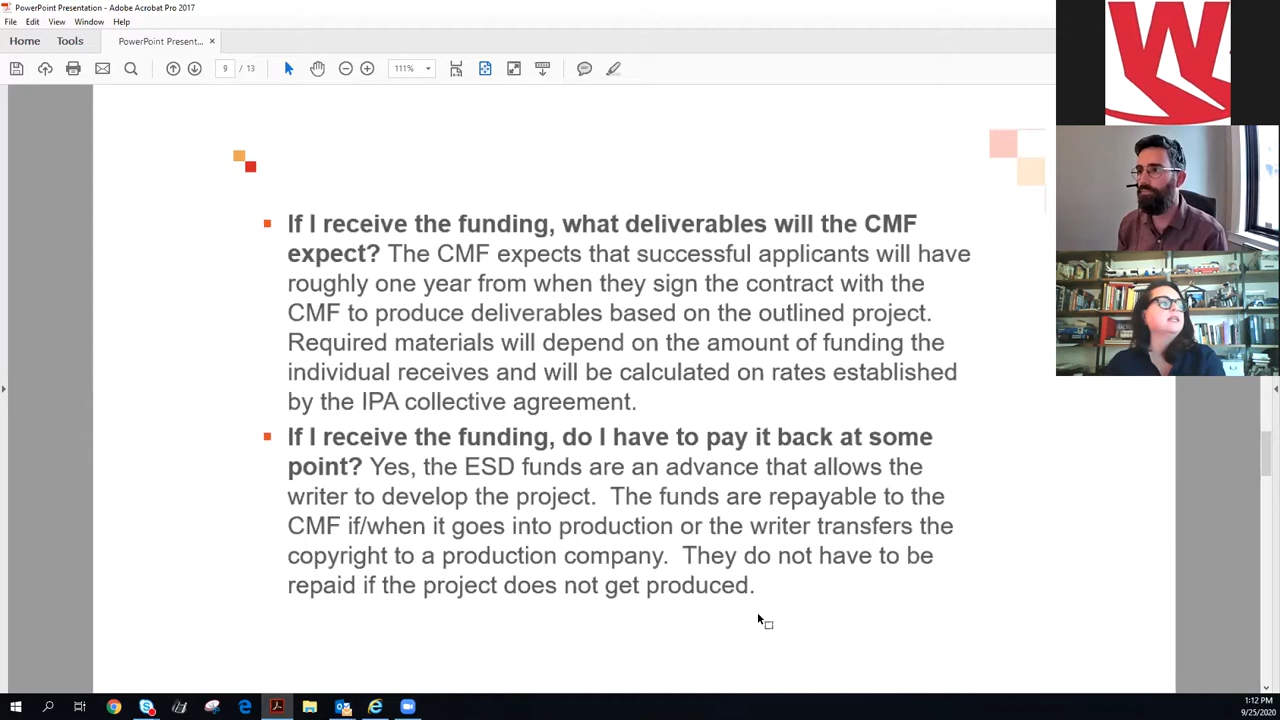 PowerPoint Presentation - Adobe Acrobat Pro 2017
File Edit View Window Help
Home Tools PowerPoint Present... ×
9 / 13 111%
If I receive the funding, what deliverables will the CMF
expect? The CMF expects that successful applicants will have
roughly one year from when they sign the contract with the
CMF to produce deliverables based on the outlined project.
Required materials will depend on the amount of funding the
individual receives and will be calculated on rates established
by the IPA collective agreement.
If I receive the funding, do I have to pay it back at some
point? Yes, the ESD funds are an advance that allows the
writer to develop the project. The funds are repayable to the
CMF if/when it goes into production or the writer transfers the
copyright to a production company. They do not have to be
repaid if the project does not get produced.
1:12 PM
9/25/2020